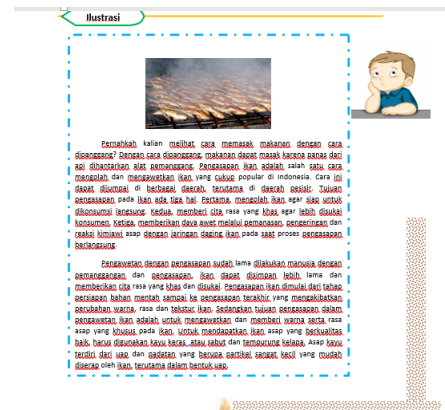 Ilustrasi
Pernahkah kalian melihat cara memasak makanan dengan cara
dipanggang? Dengan cara dipanggang, makanan dapat masak karena panas dari
api dihantarkan alat pemanggang. Pengasapan ikan adalah salah satu cara
mengolah dan mengawetkan ikan yang cukup popular di Indonesia. Cara ini
dapat dijumpai di berbagai daerah, terutama di daerah pesisir. Tujuan
pengasapan pada ikan ada tiga hal. Pertama, mengolah ikan agar siap untuk
dikonsumsi langsung. Kedua, memberi cita rasa yang khas agar lebih disukai
konsumen. Ketiga, memberikan daya awet melalui pemanasan, pengeringan dan
reaksi kimiawi asap dengan jaringan daging ikan pada saat proses pengasapan
berlangsung.
Pengawetan dengan pengasapan sudah lama dilakukan manusia dengan
pemanggangan dan pengasapan, ikan dapat disimpan lebih lama dan
memberikan cita rasa yang khas dan disukai. Pengasapan ikan dimulai dari tahap
persiapan bahan mentah sampai ke pengasapan terakhir yang mengakibatkan
perubahan warna, rasa dan tekstur ikan. Sedangkan tujuan pengasapan dalam
pengawetan ikan adalah untuk mengawetkan dan memberi warna serta rasa
asap yang khusus pada ikan. Untuk mendapatkan ikan asap yang berkualitas
baik, harus digunakan kayu keras atau sabut dan tempurung kelapa. Asap kayu
terdiri dari uap dan padatan yang berupa partikel sangat kecil yang mudah
diserap oleh ikan, terutama dalam bentuk uap.